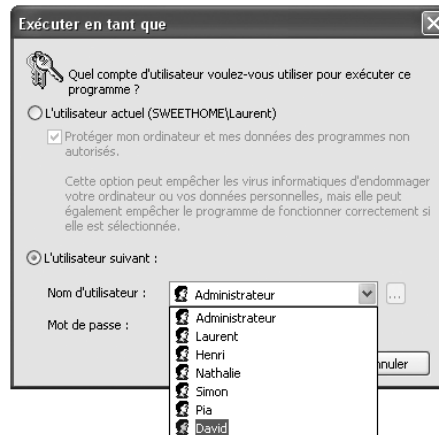 Exécuter en tant que
Quel compte d'utilisateur voulez-vous utiliser pour exécuter ce
programme ?
L'utilisateur actuel (SWEETHOME\Laurent)
Protéger mon ordinateur et mes données des programmes non
autorisés.
Cette option peut empêcher les virus informatiques d'endommager
votre ordinateur ou vos données personnelles, mais elle peut
également empêcher le programme de fonctionner correctement si
elle est sélectionnée.
L'utilisateur suivant :
Nom d'utilisateur : Administrateur ...
Mot de passe : Administrateur
Laurent
Henri
Nathalie nnuler
Simon
Pia
David